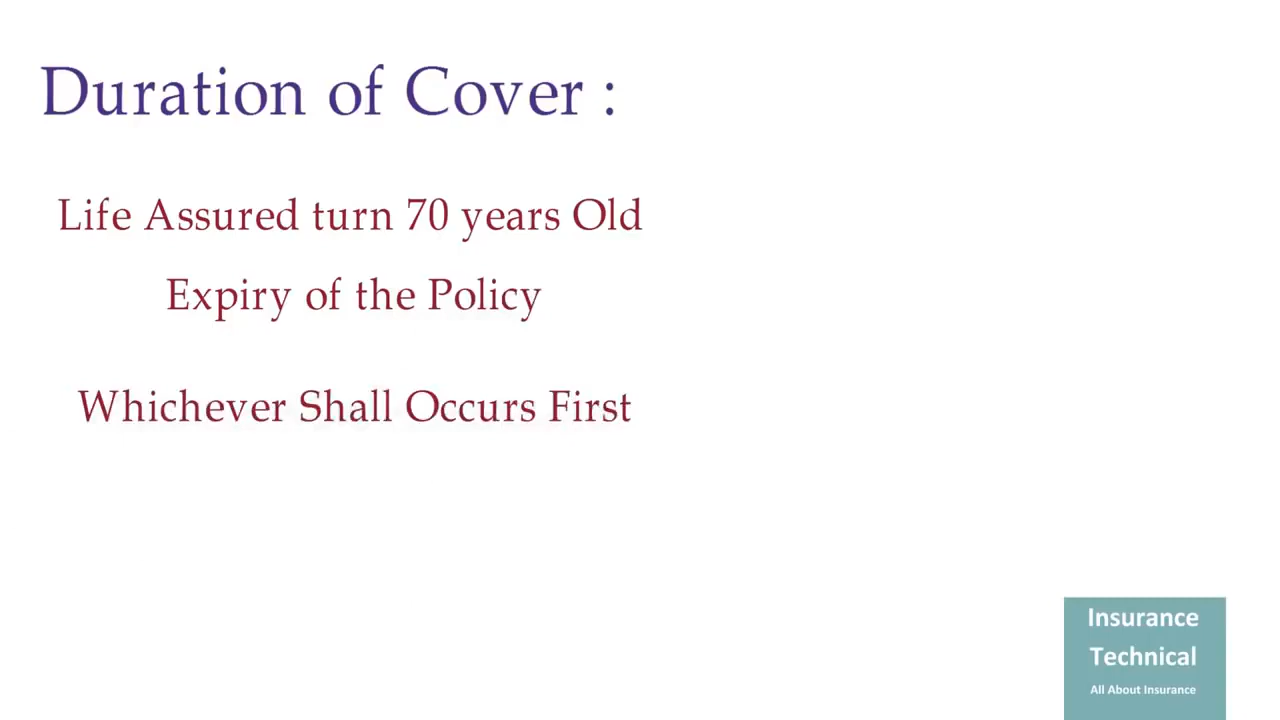 Duration of Cover :
Life Assured turn 70 years Old
Expiry of the Policy
Whichever Shall Occurs First
Insurance
Technical
All About Insurance